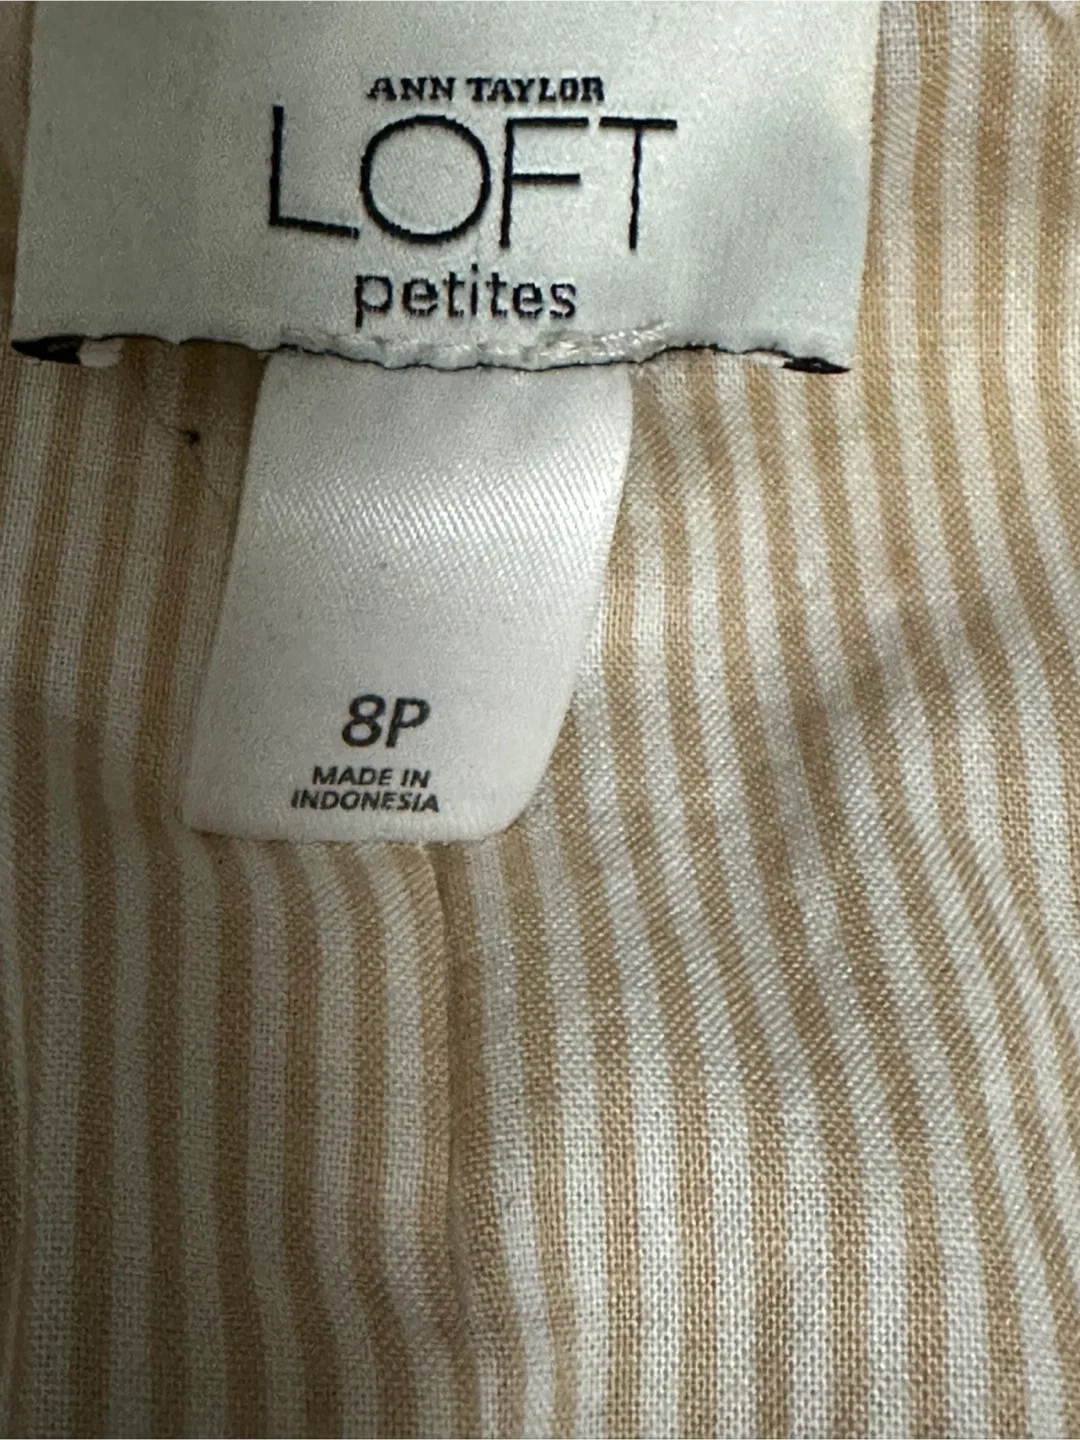 ANN TAYLOR
LOFT
petites
8P
MADE IN
INDONESIA